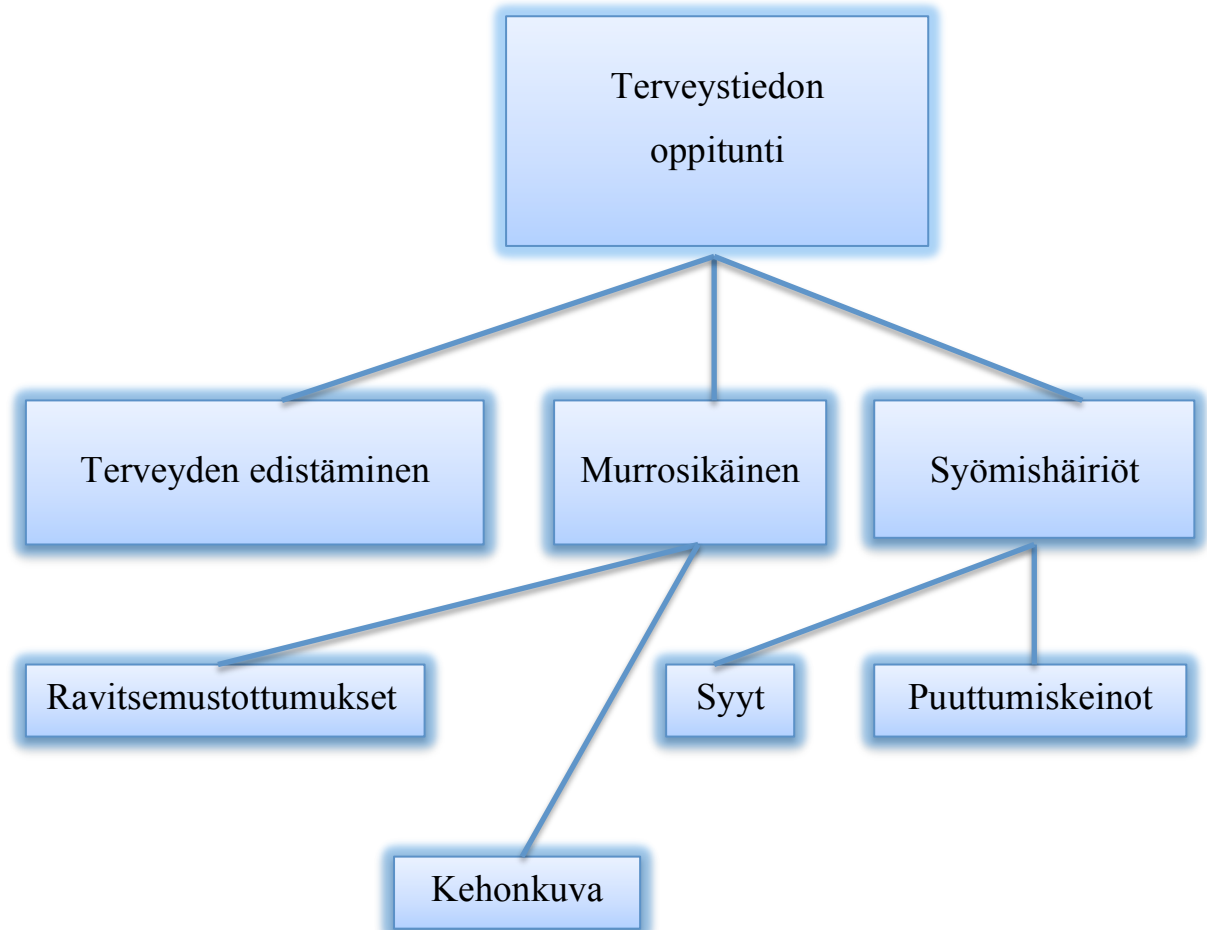 Terveystiedon
oppitunti
Terveyden edistäminen
Murrosikäinen
Syömishäiriöt
Ravitsemustottumukset
Syyt
Puuttumiskeinot
Kehonkuva